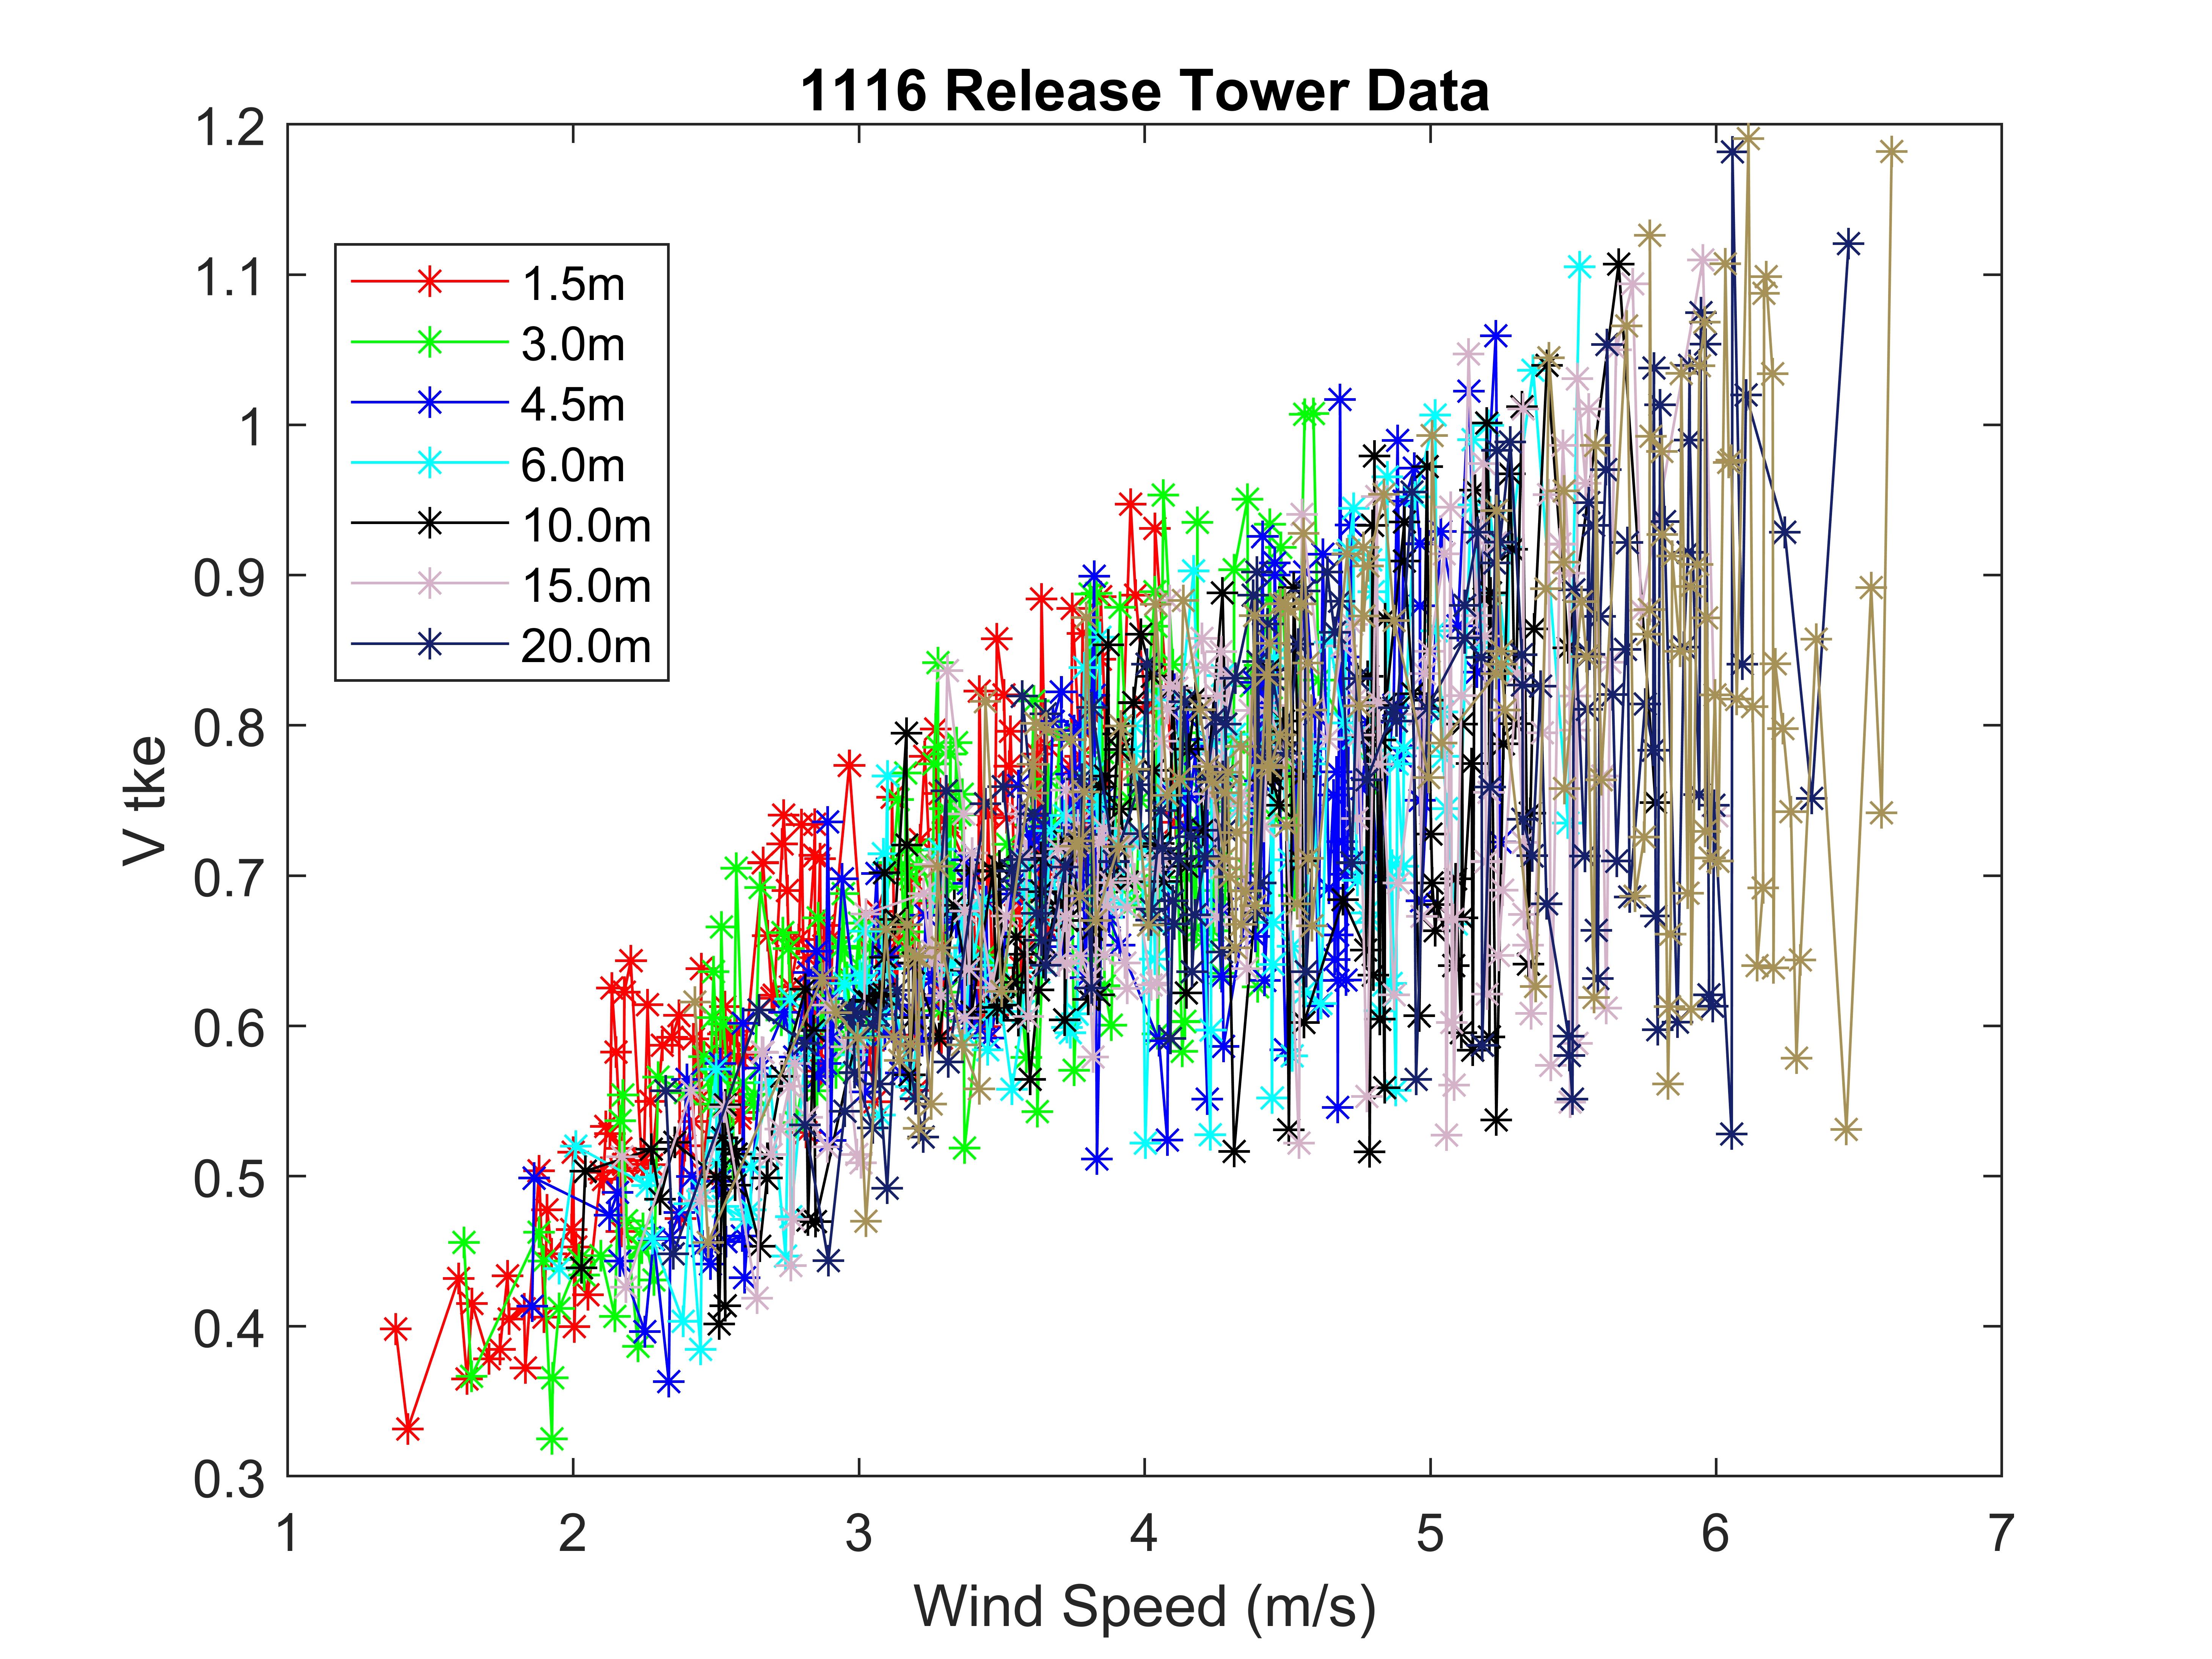 1116 Release Tower Data
1.2
1.1
1
0.9
0.8
0.7
0.6
0.5
0.4
0.3
V tke
1.5m
3.0m
4.5m
6.0m
10.0m
15.0m
20.0m
1 2 3 4 5 6 7
Wind Speed (m/s)